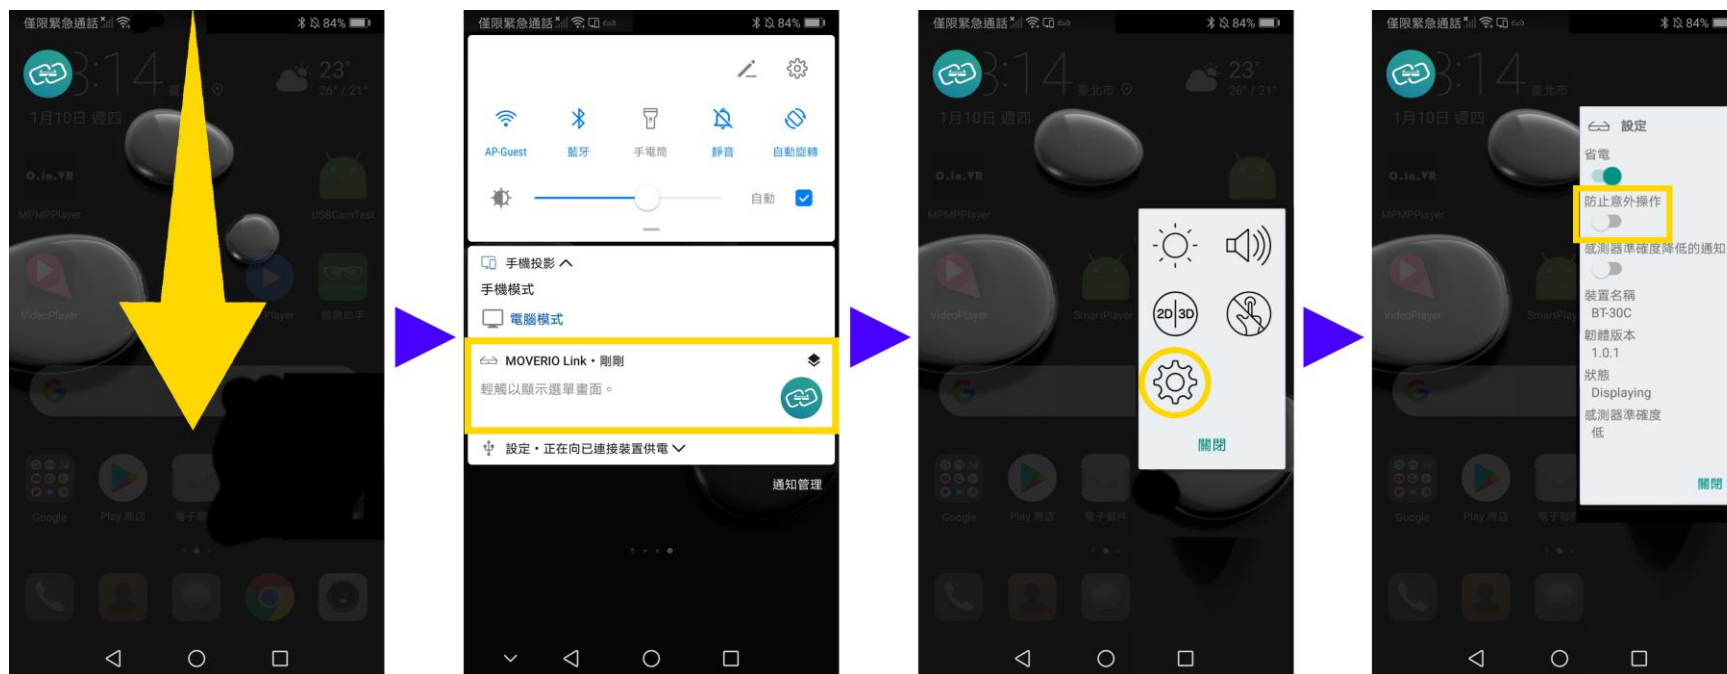 僅限緊急通話
84%
3:14
23°
26° / 21°
1月10日 週四
O.in.VR
MPMPPlayer
USBCamTest
VideoPlayer
Player
Google
Play 商店
電子郵
僅限緊急通話
84%
AP-Guest
藍牙
手電筒
靜音
自動旋轉
自動
手機投影
手機模式
電腦模式
MOVERIO Link・剛剛
輕觸以顯示選單畫面。
設定・正在向已連接裝置供電
通知管理
僅限緊急通話
84%
3:14
臺北市
23°
26° / 21°
1月10日 週四
O.in.VR
MPMPPlayer
2D 3D
VideoPlayer
SmartPlayer
關閉
Google
Play 商店
電子郵件
僅限緊急通話
84%
3:14
臺北市
1月10日 週四
O.in.VR
MPMPPlayer
VideoPlayer
SmartPlay
Google
Play 商店
電子郵
設定
省電
防止意外操作
感測器準確度降低的通知
裝置名稱
BT-30C
韌體版本
1.0.1
狀態
Displaying
感測器準確度
低
關閉